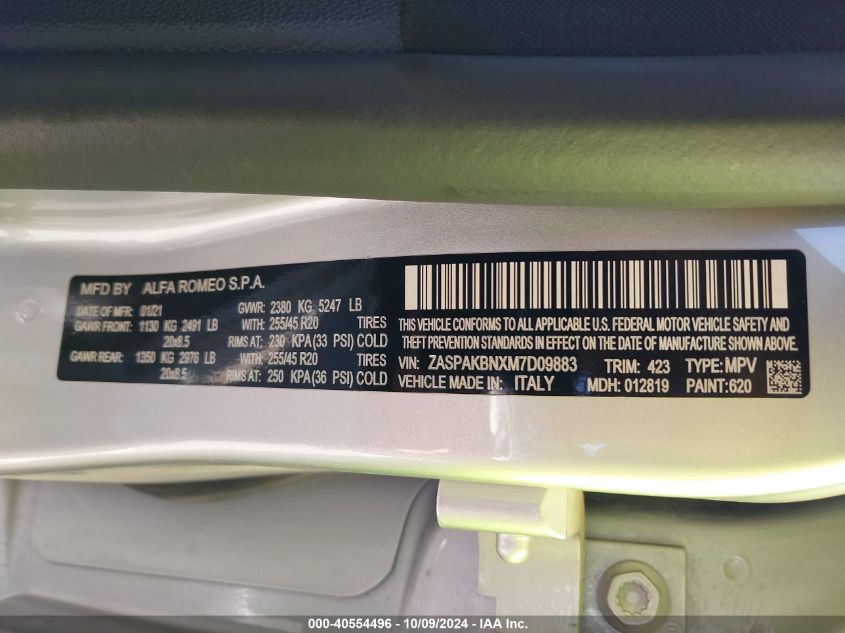 MFD BY ALFA ROMEO S.P.A.
DATE OF MFR: 01/21 GVWR: 2380 KG 5247 LB
GAWR FRONT: 1130 KG 2491 LB WITH: 255/45 R20 TIRES
20x8.5 RIMS AT: 230 KPA(33 PSI) COLD
GAWR REAR: 1350 KG 2976 LB WITH: 255/45 R20 TIRES
20x8.5 RIMS AT: 250 KPA(36 PSI) COLD
THIS VEHICLE CONFORMS TO ALL APPLICABLE U.S. FEDERAL MOTOR VEHICLE SAFETY AND
THEFT PREVENTION STANDARDS IN EFFECT ON THE DATE OF MANUFACTURE SHOWN ABOVE.
VIN: ZASPAKBNXM7D09883 TRIM: 423 TYPE: MPV
VEHICLE MADE IN: ITALY MDH: 012819 PAINT: 620
000-40554496 - 10/09/2024 - IAAI - Copart Inc.